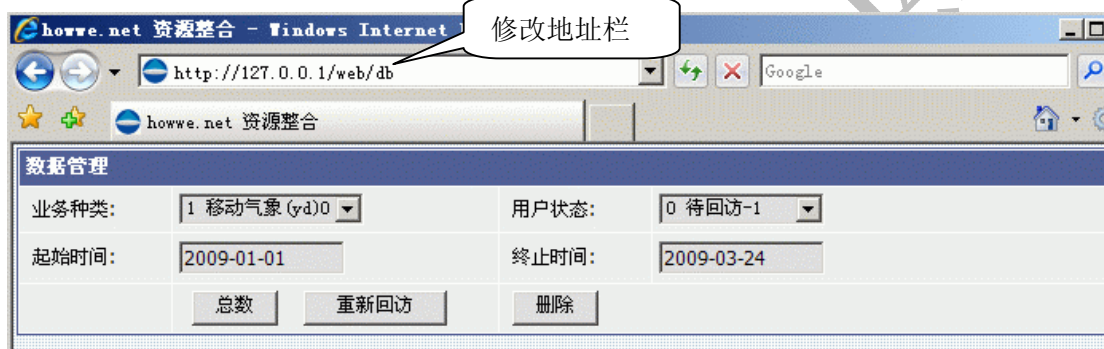 howwe.net 资源整合 - Windows Internet
修改地址栏
http://127.0.0.1/web/db
Google
howwe.net 资源整合
数据管理
业务种类: 1 移动气象(yd)0 用户状态: 0 待回访-1
起始时间: 2009-01-01 终止时间: 2009-03-24
总数 重新回访 删除